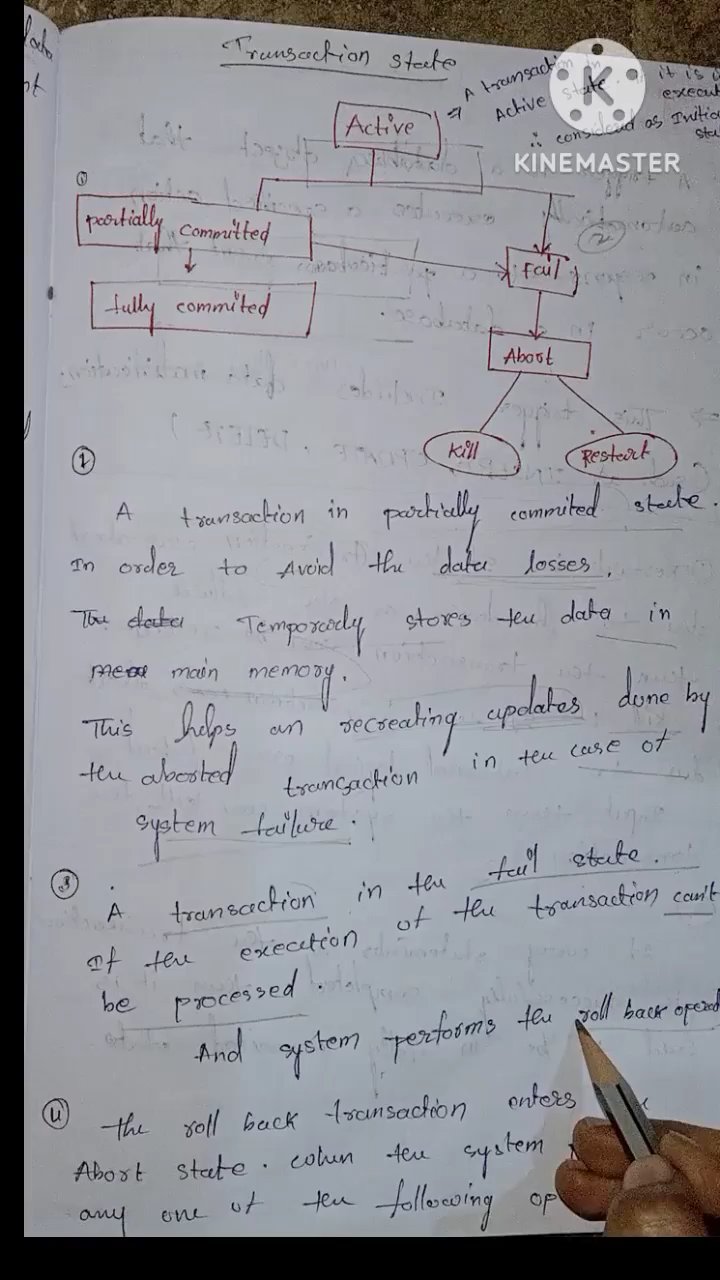 Transaction state
A transaction in
Active state. it is
execut
∴ considead as Initia
sta
KINEMASTER
Active
①
partially committed
②
fail
fully commited
Abort
Kill
Restart
②
A transaction in partially commited state.
In order to Avoid the data losses.
The data Temporody stores the data in
main memory.
This helps an recreating updates done by
the aborted transaction in the case of
system failure.
③
A transaction in the fail state.
If the execution of the transaction can't
be processed.
And system performs the roll back operat
④
the roll back transaction enters
Abort state. when the system
any one of the following op